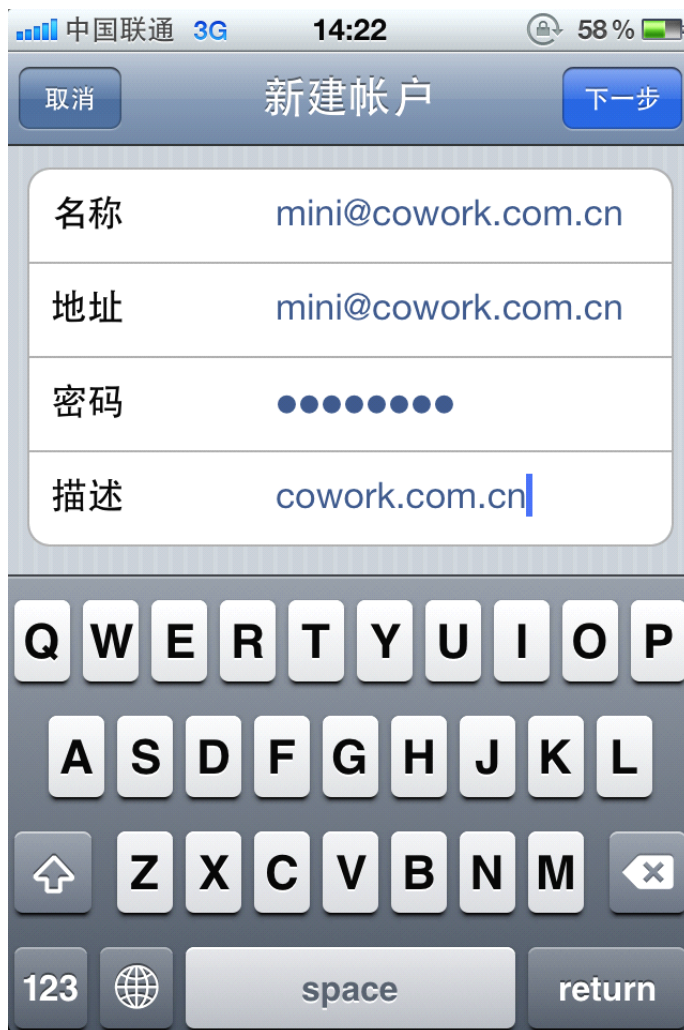 中国联通 3G 14:22 58%
取消 新建帐户 下一步
名称 mini@cowork.com.cn
地址 mini@cowork.com.cn
密码 ●●●●●●●●
描述 cowork.com.cn
Q W E R T Y U I O P
A S D F G H J K L
Z X C V B N M
123 space return